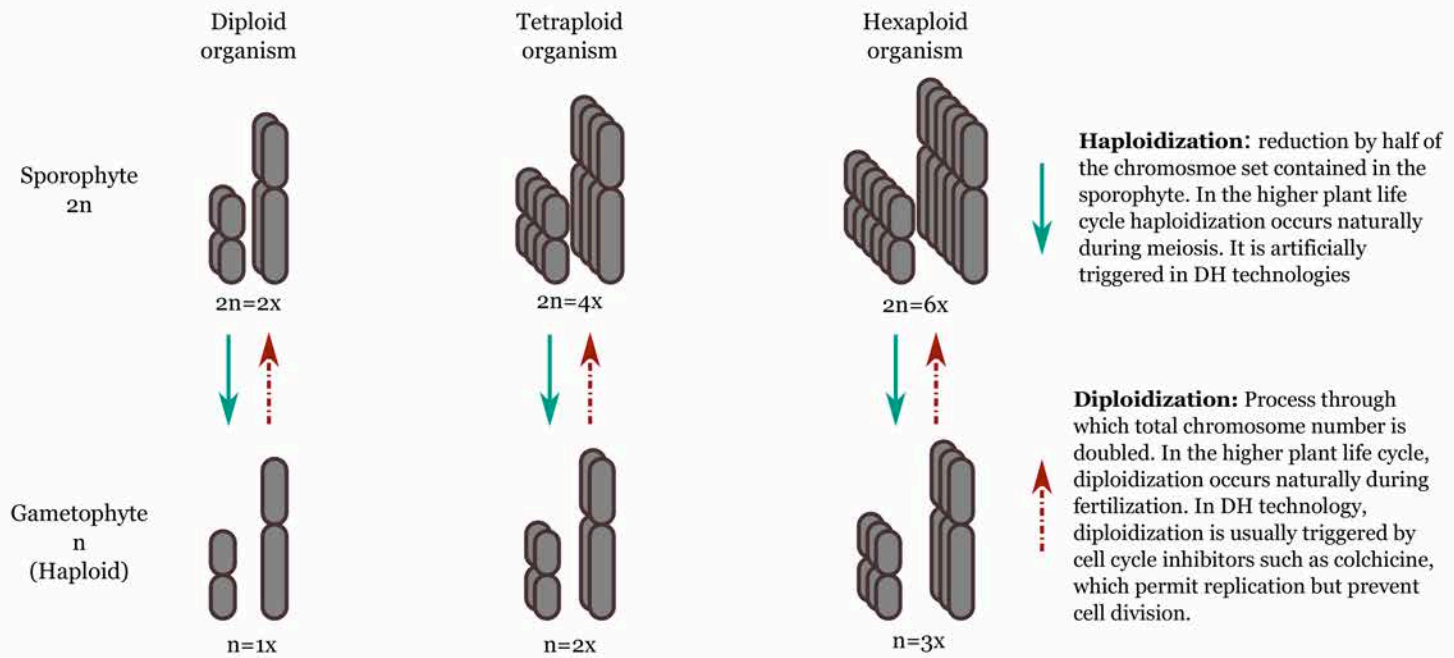 Diploid
organism
Tetraploid
organism
Hexaploid
organism
Sporophyte
2n
2n=2x
2n=4x
2n=6x
Haploidization: reduction by half of
the chromosmoe set contained in the
sporophyte. In the higher plant life
cycle haploidization occurs naturally
during meiosis. It is artificially
triggered in DH technologies
Gametophyte
n
(Haploid)
n=1x
n=2x
n=3x
Diploidization: Process through
which total chromosome number is
doubled. In the higher plant life cycle,
diploidization occurs naturally during
fertilization. In DH technology,
diploidization is usually triggered by
cell cycle inhibitors such as colchicine,
which permit replication but prevent
cell division.